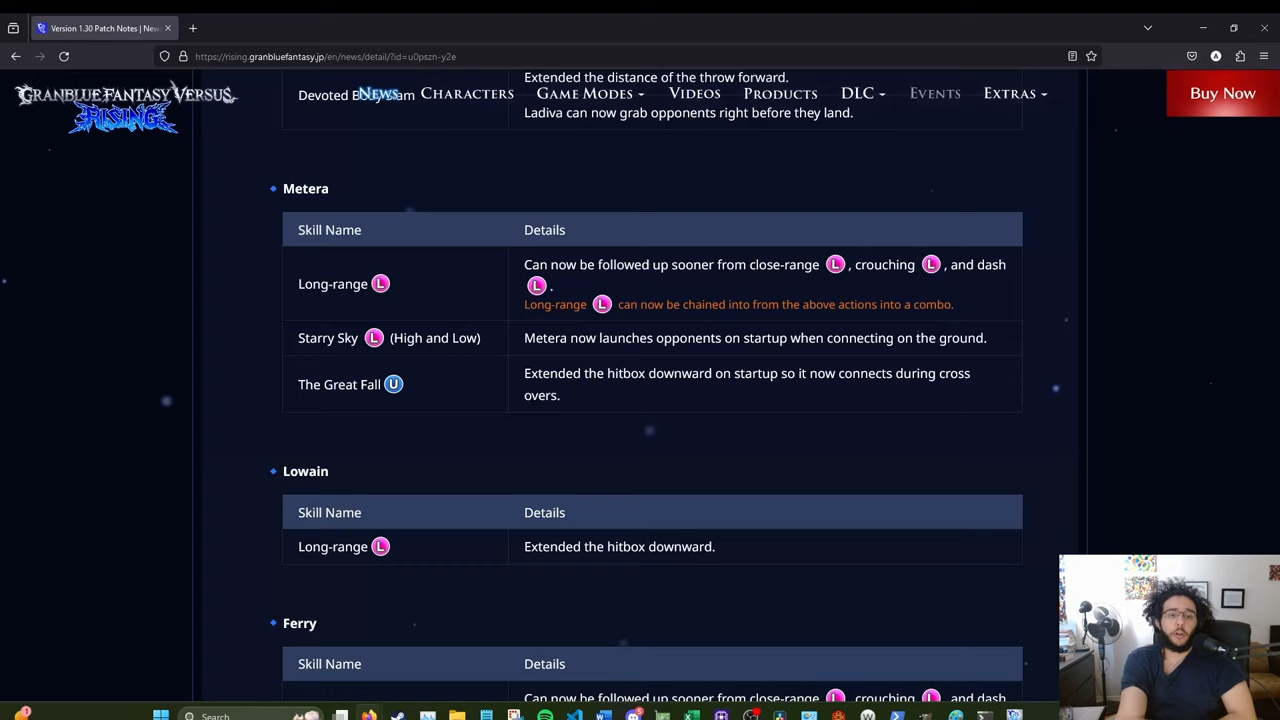 Version 1.30 Patch Notes | New
https://rising.granbluefantasy.jp/en/news/detail/?id=u0pszn-y2e
GRANBLUE FANTASY VERSUS
RISING
NEWS
CHARACTERS
GAME MODES
VIDEOS
PRODUCTS
DLC
EVENTS
EXTRAS
Buy Now
Extended the distance of the throw forward.
Devoted Bodyslam
Ladiva can now grab opponents right before they land.
Metera
Skill Name
Details
Long-range L
Can now be followed up sooner from close-range L , crouching L , and dash
L .
Long-range L can now be chained into from the above actions into a combo.
Starry Sky L (High and Low)
Metera now launches opponents on startup when connecting on the ground.
The Great Fall U
Extended the hitbox downward on startup so it now connects during cross
overs.
Lowain
Skill Name
Details
Long-range L
Extended the hitbox downward.
Ferry
Skill Name
Details
Can now be followed up sooner from close-range L , crouching L , and dash
Search